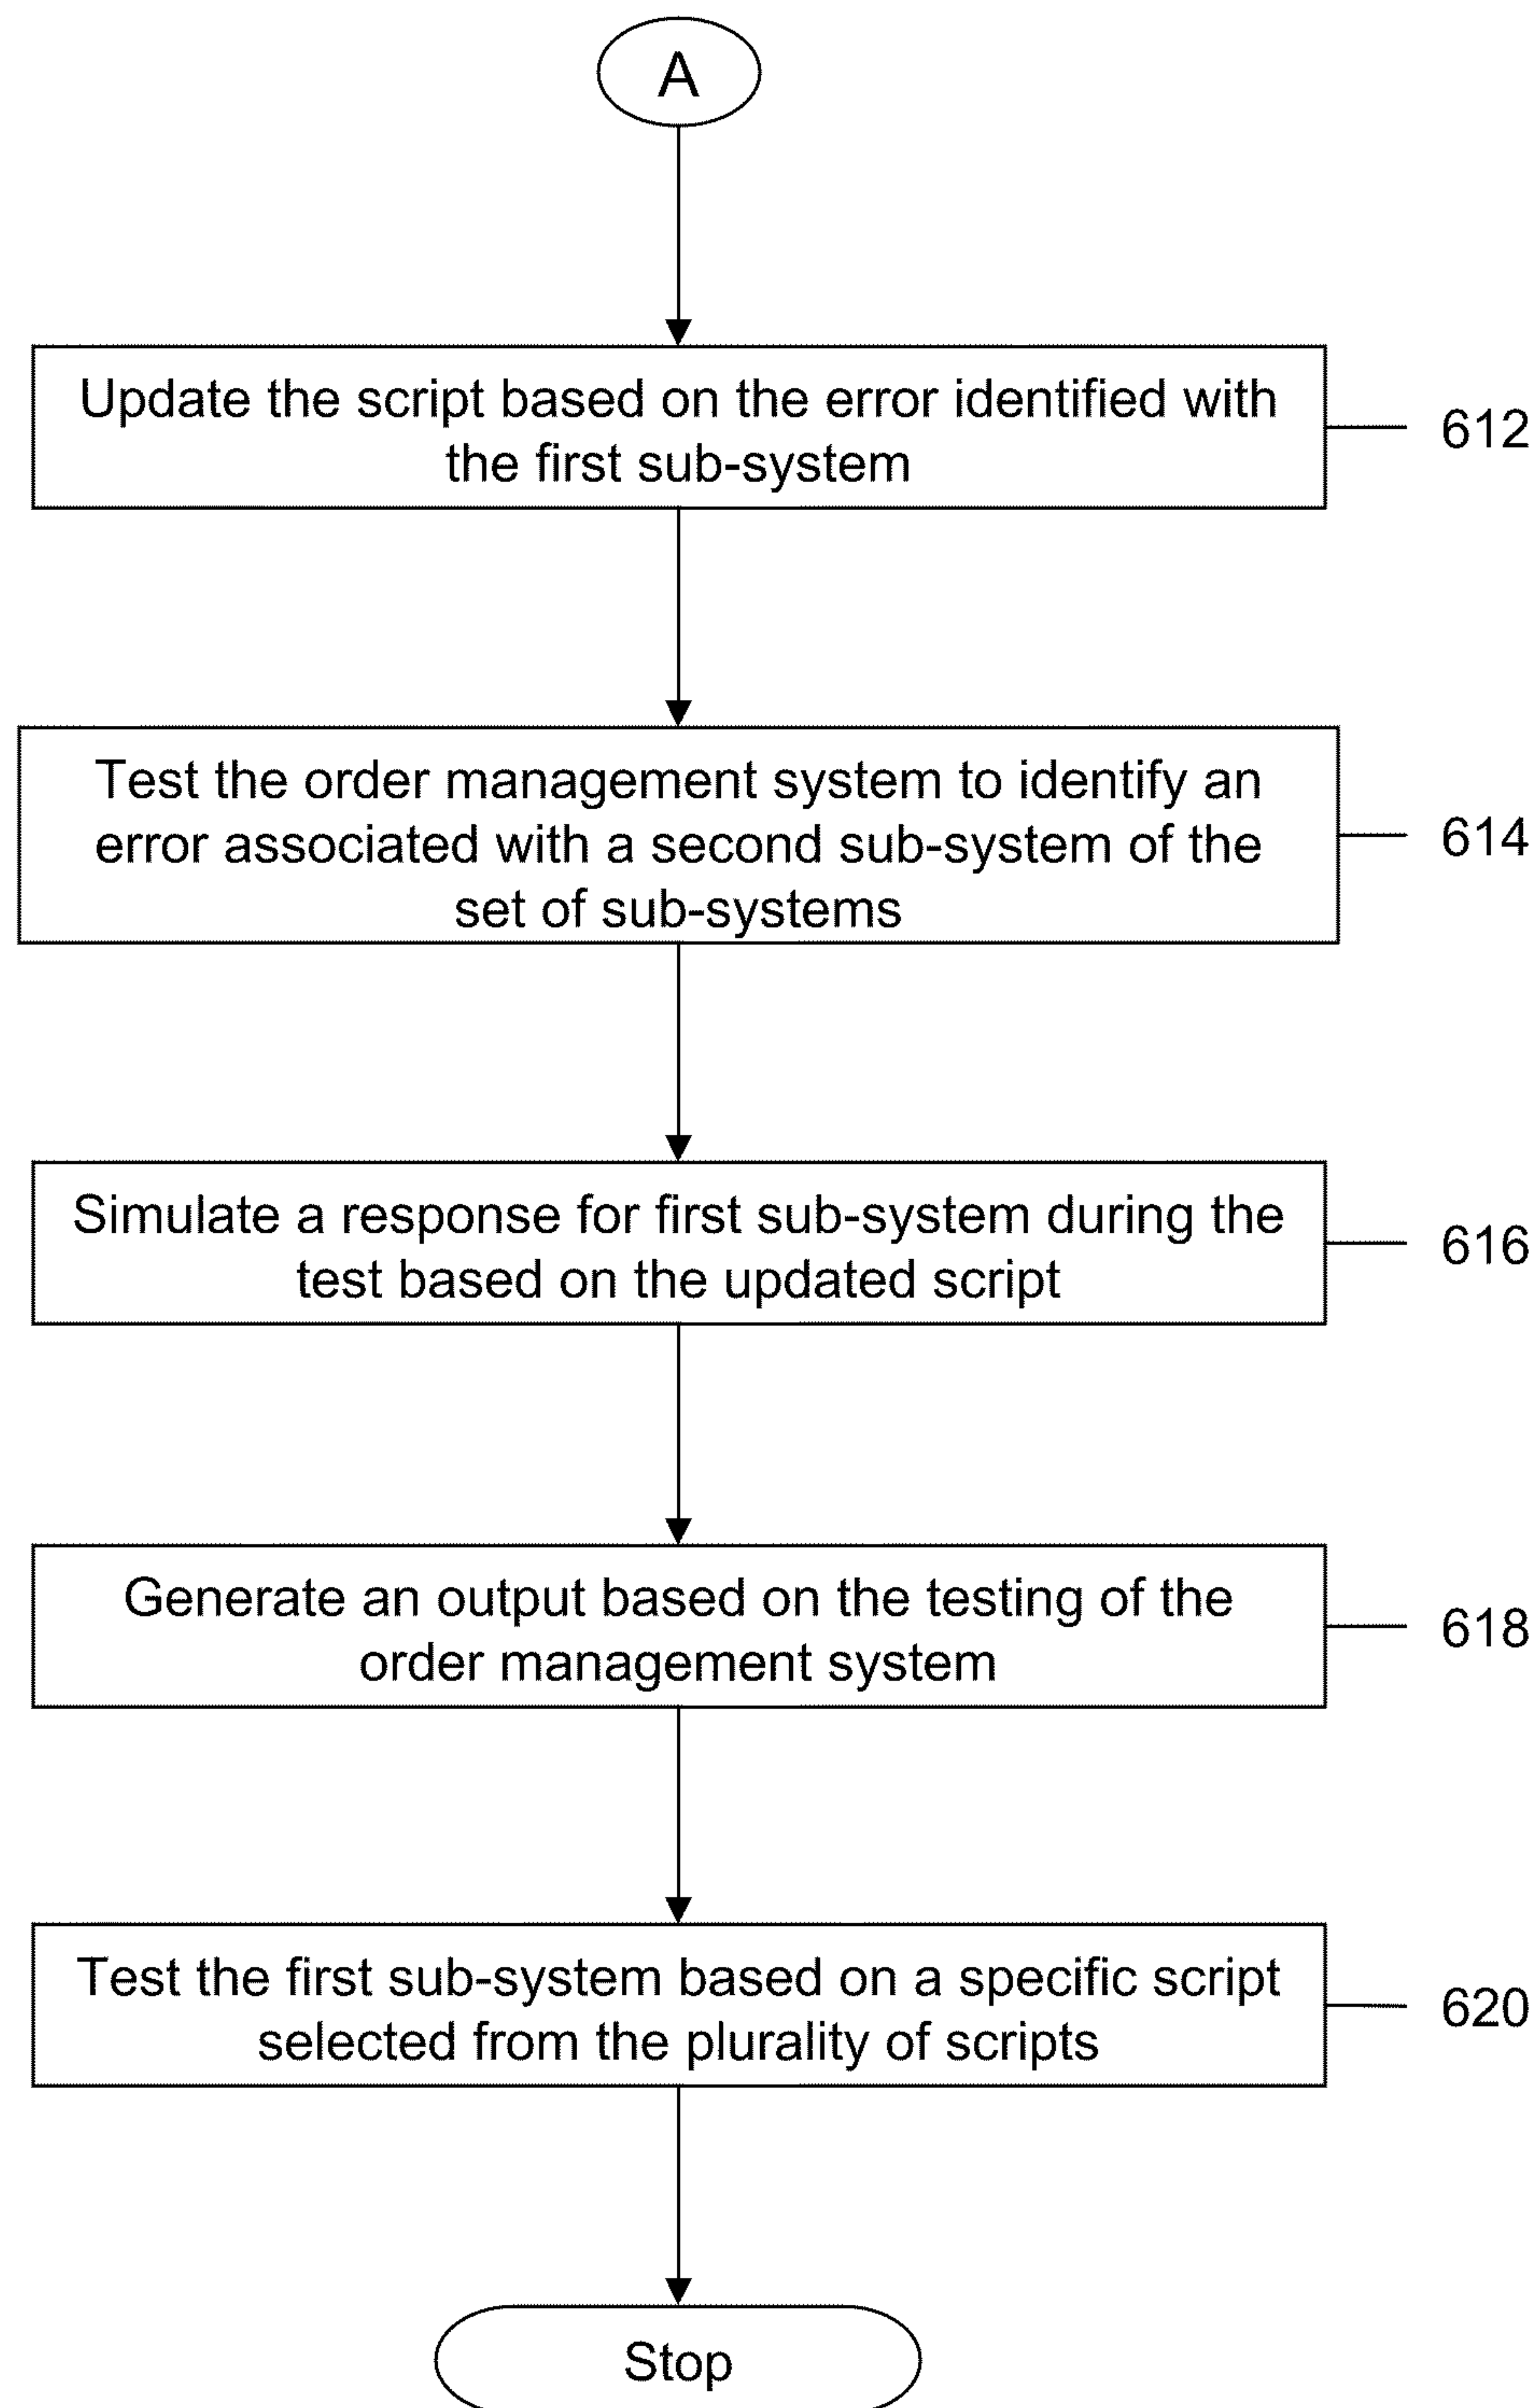 A
Update the script based on the error identified with
the first sub-system
612
Test the order management system to identify an
error associated with a second sub-system of the
set of sub-systems
614
Simulate a response for first sub-system during the
test based on the updated script
616
Generate an output based on the testing of the
order management system
618
Test the first sub-system based on a specific script
selected from the plurality of scripts
620
Stop